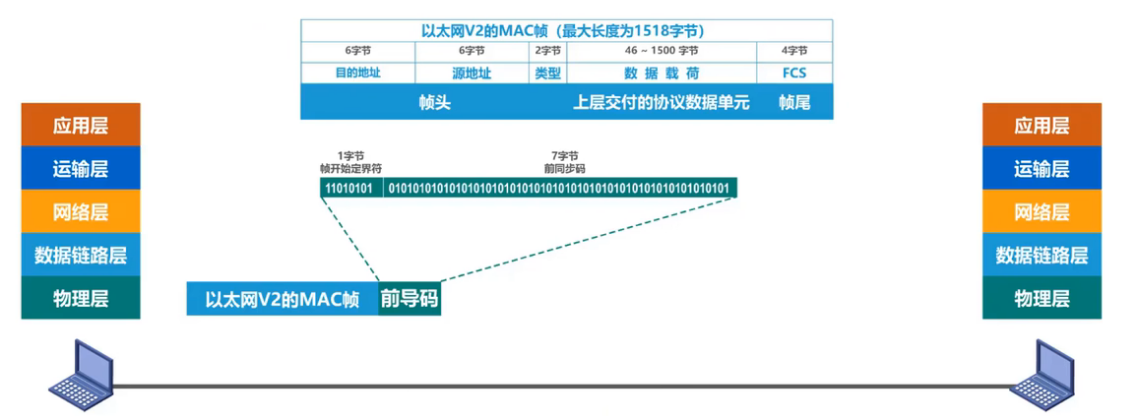 以太网V2的MAC帧（最大长度为1518字节）
6字节 6字节 2字节 46 ~ 1500 字节 4字节
目的地址 源地址 类型 数 据 载 荷 FCS
帧头 上层交付的协议数据单元 帧尾
应用层
运输层
网络层
数据链路层
物理层
1字节
帧开始定界符
7字节
前同步码
11010101 01010101010101010101010101010101010101010101010101010101
以太网V2的MAC帧 前导码
应用层
运输层
网络层
数据链路层
物理层